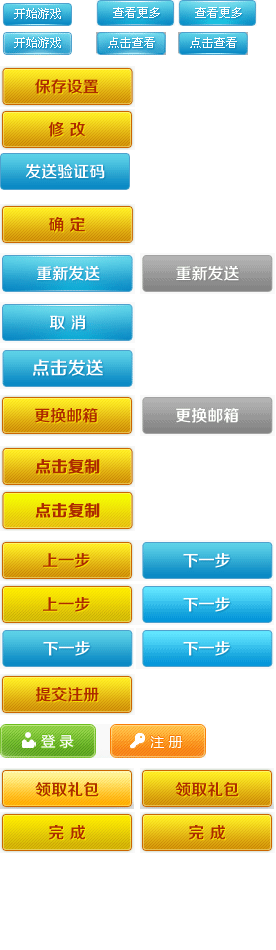 开始游戏 查看更多 查看更多
开始游戏 点击查看 点击查看
保存设置
修 改
发送验证码
确 定
重新发送 重新发送
取 消
点击发送
更换邮箱 更换邮箱
点击复制
点击复制
上一步 下一步
上一步 下一步
下一步 下一步
提交注册
登 录 注 册
领取礼包 领取礼包
完 成 完 成